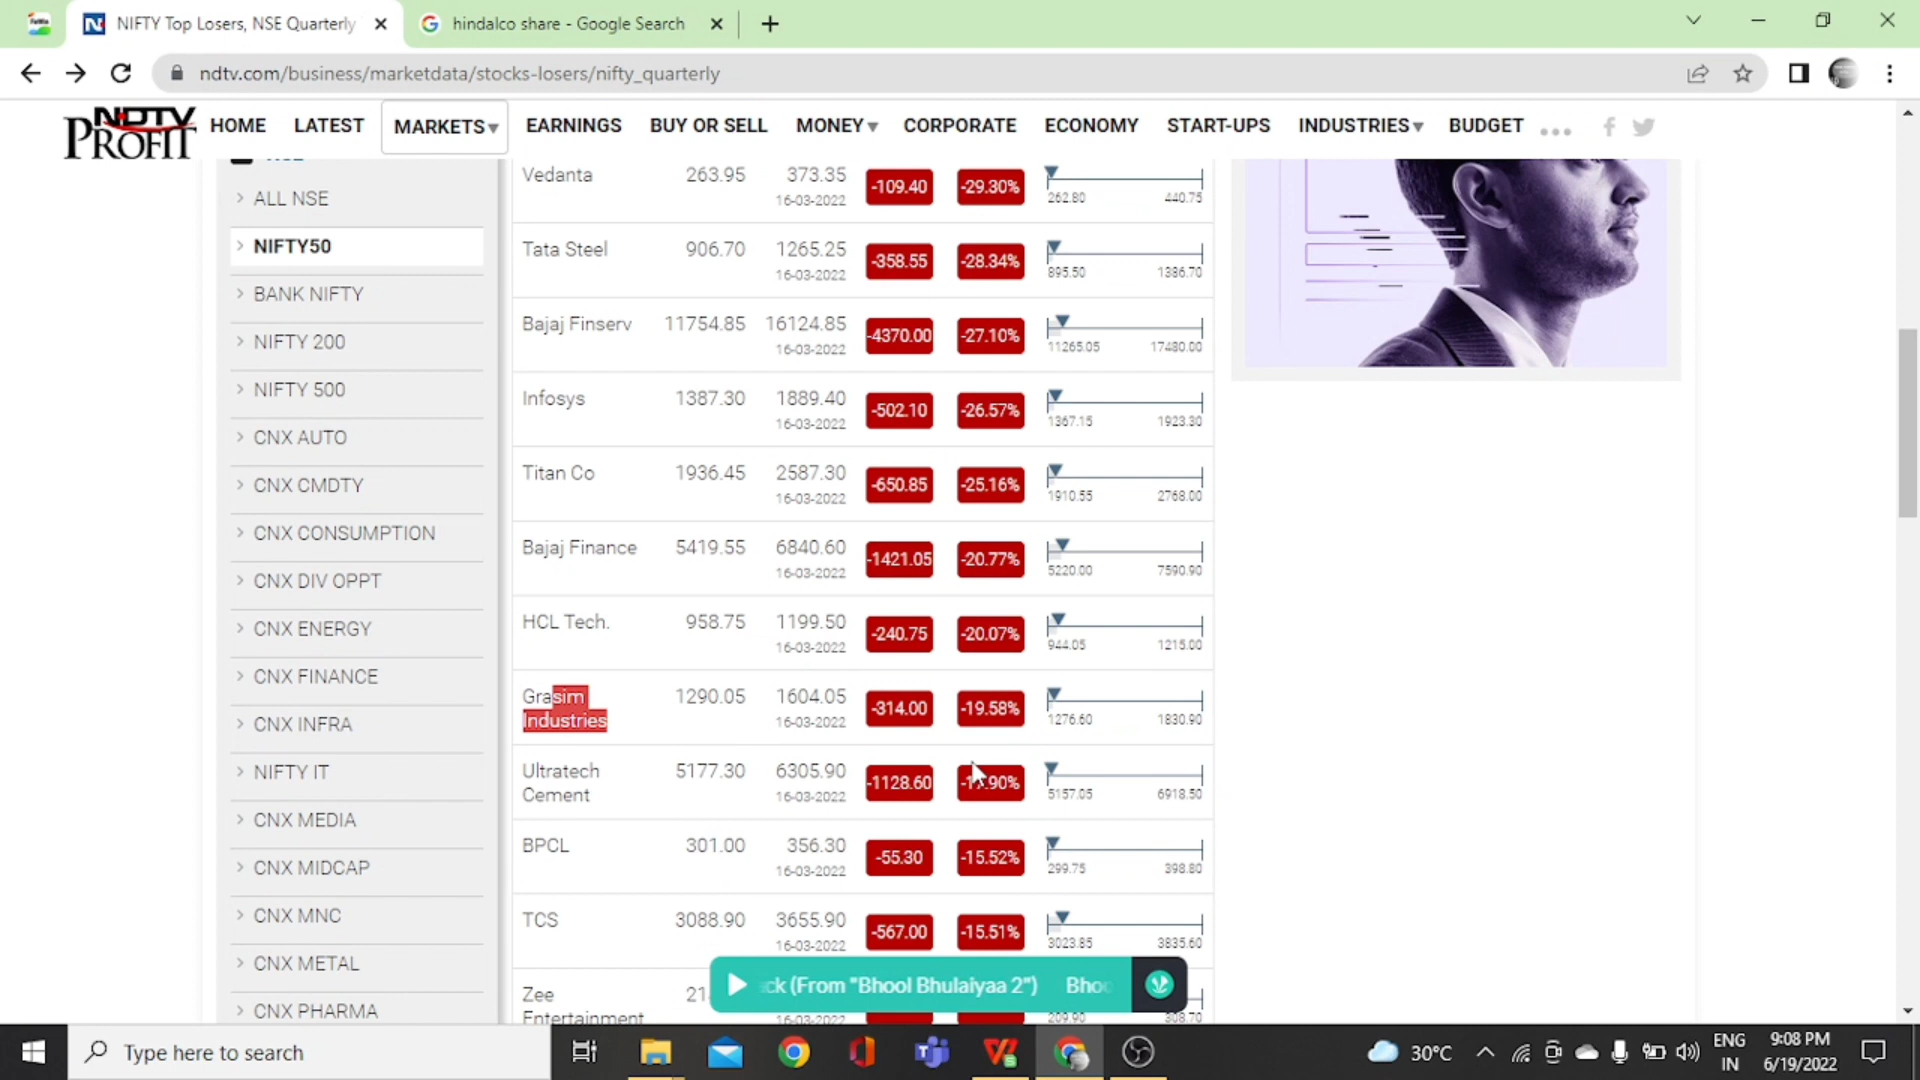 NIFTY Top Losers, NSE Quarterly
hindalco share - Google Search
ndtv.com/business/marketdata/stocks-losers/nifty_quarterly
NDTV
PROFIT
HOME LATEST MARKETS EARNINGS BUY OR SELL MONEY CORPORATE ECONOMY START-UPS INDUSTRIES BUDGET
ALL NSE
NIFTY50
BANK NIFTY
NIFTY 200
NIFTY 500
CNX AUTO
CNX CMDTY
CNX CONSUMPTION
CNX DIV OPPT
CNX ENERGY
CNX FINANCE
CNX INFRA
NIFTY IT
CNX MEDIA
CNX MIDCAP
CNX MNC
CNX METAL
CNX PHARMA
Vedanta 263.95 373.35 -109.40 -29.30%
16-03-2022 262.80 440.75
Tata Steel 906.70 1265.25 -358.55 -28.34%
16-03-2022 895.50 1386.70
Bajaj Finserv 11754.85 16124.85 -4370.00 -27.10%
16-03-2022 11265.05 17480.00
Infosys 1387.30 1889.40 -502.10 -26.57%
16-03-2022 1367.15 1923.30
Titan Co 1936.45 2587.30 -650.85 -25.16%
16-03-2022 1910.55 2768.00
Bajaj Finance 5419.55 6840.60 -1421.05 -20.77%
16-03-2022 5220.00 7590.90
HCL Tech. 958.75 1199.50 -240.75 -20.07%
16-03-2022 944.05 1215.00
Grasim 1290.05 1604.05 -314.00 -19.58%
Industries 16-03-2022 1276.60 1830.90
Ultratech 5177.30 6305.90 -1128.60
Cement 16-03-2022 5157.05 6918.50
BPCL 301.00 356.30 -55.30 -15.52%
16-03-2022 299.75 398.80
TCS 3088.90 3655.90 -567.00 -15.51%
16-03-2022 3023.85 3835.60
Zee
Entertainment 16-03-2022 209.90 308.70
(From "Bhool Bhulaiyaa 2")
Type here to search
30°C
ENG
IN
9:08 PM
6/19/2022